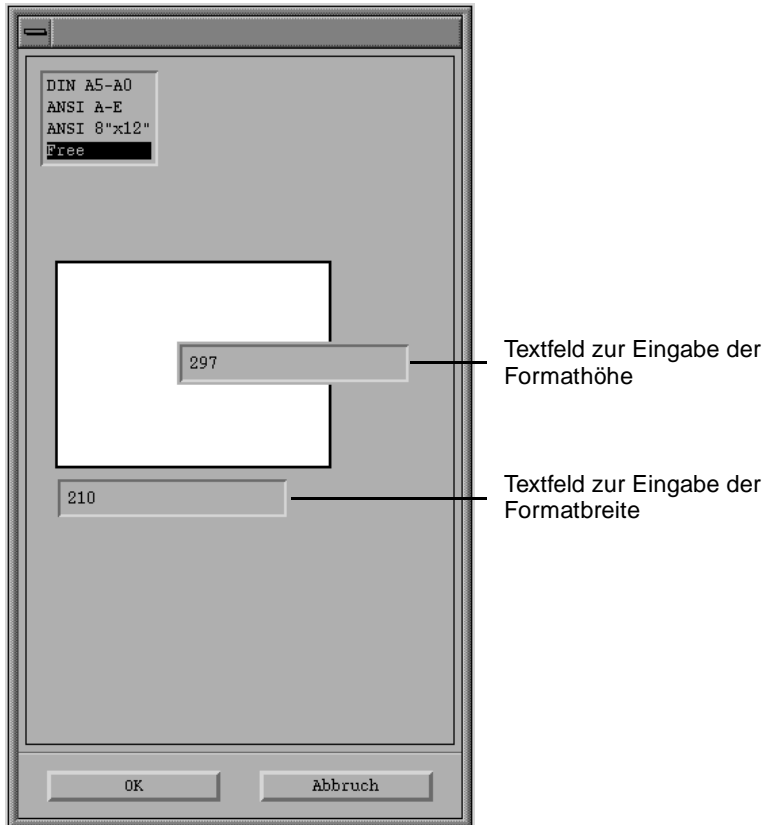 DIN A5-A0
ANSI A-E
ANSI 8"x12"
Free
297
Textfeld zur Eingabe der
Formathöhe
210
Textfeld zur Eingabe der
Formatbreite
OK
Abbruch